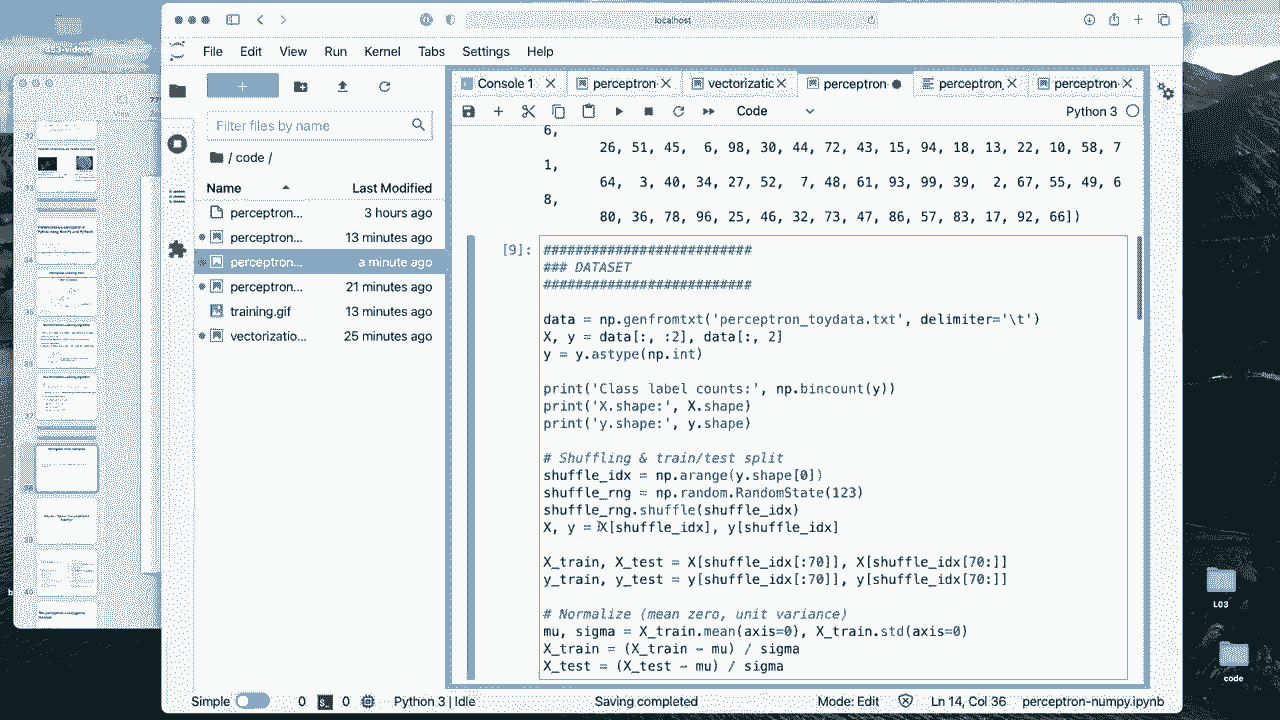 localhost
File Edit View Run Kernel Tabs Settings Help
Console 1
perceptron-
vectorizatic
perceptron-
perceptron_
perceptron-
Filter files by name
Code
Python 3
/ code /
Name
Last Modified
perceptron... 3 hours ago
perceptron... 13 minutes ago
perceptron... a minute ago
perceptron... 21 minutes ago
training.gif 13 minutes ago
vectorizatio... 25 minutes ago
6,
26, 51, 45, 6, 98, 30, 44, 72, 43, 15, 94, 18, 13, 22, 10, 58, 7
1,
64, 3, 40, 34, 27, 52, 7, 48, 61, 93, 99, 39, 2, 67, 55, 49, 6
8,
80, 36, 78, 96, 25, 46, 32, 73, 47, 86, 57, 83, 17, 92, 66])
[9]:
##########################
### DATASET
##########################
data = np.genfromtxt('perceptron_toydata.txt', delimiter='\t')
X, y = data[:, :2], data[:, 2]
y = y.astype(np.int)
print('Class label counts:', np.bincount(y))
print('X.shape:', X.shape)
print('y.shape:', y.shape)
# Shuffling & train/test split
shuffle_idx = np.arange(y.shape[0])
shuffle_rng = np.random.RandomState(123)
shuffle_rng.shuffle(shuffle_idx)
X, y = X[shuffle_idx], y[shuffle_idx]
X_train, X_test = X[shuffle_idx[:70]], X[shuffle_idx[70:]]
y_train, y_test = y[shuffle_idx[:70]], y[shuffle_idx[70:]]
# Normalize (mean zero, unit variance)
mu, sigma = X_train.mean(axis=0), X_train.std(axis=0)
X_train = (X_train - mu) / sigma
X_test = (X_test - mu) / sigma
Simple 0 0 Python 3 | Idle Saving completed Mode: Edit Ln 14, Col 36 perceptron-numpy.ipynb
L03
code